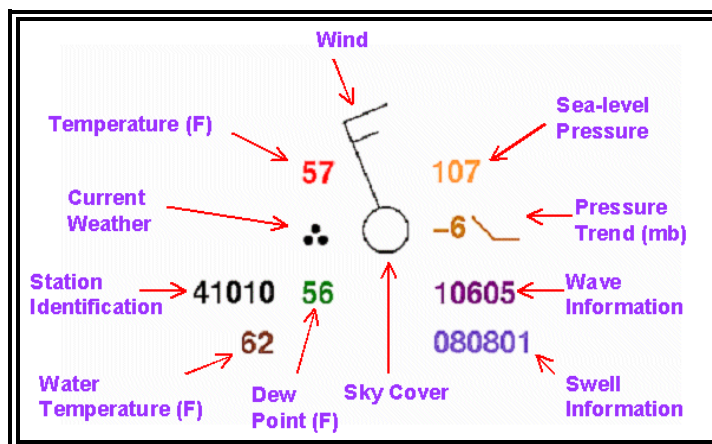 Wind
Temperature (F)
Sea-level
Pressure
57
107
Current
Weather
–6
Pressure
Trend (mb)
Station
Identification
41010
56
10605
Wave
Information
62
080801
Water
Temperature (F)
Dew
Point (F)
Sky Cover
Swell
Information